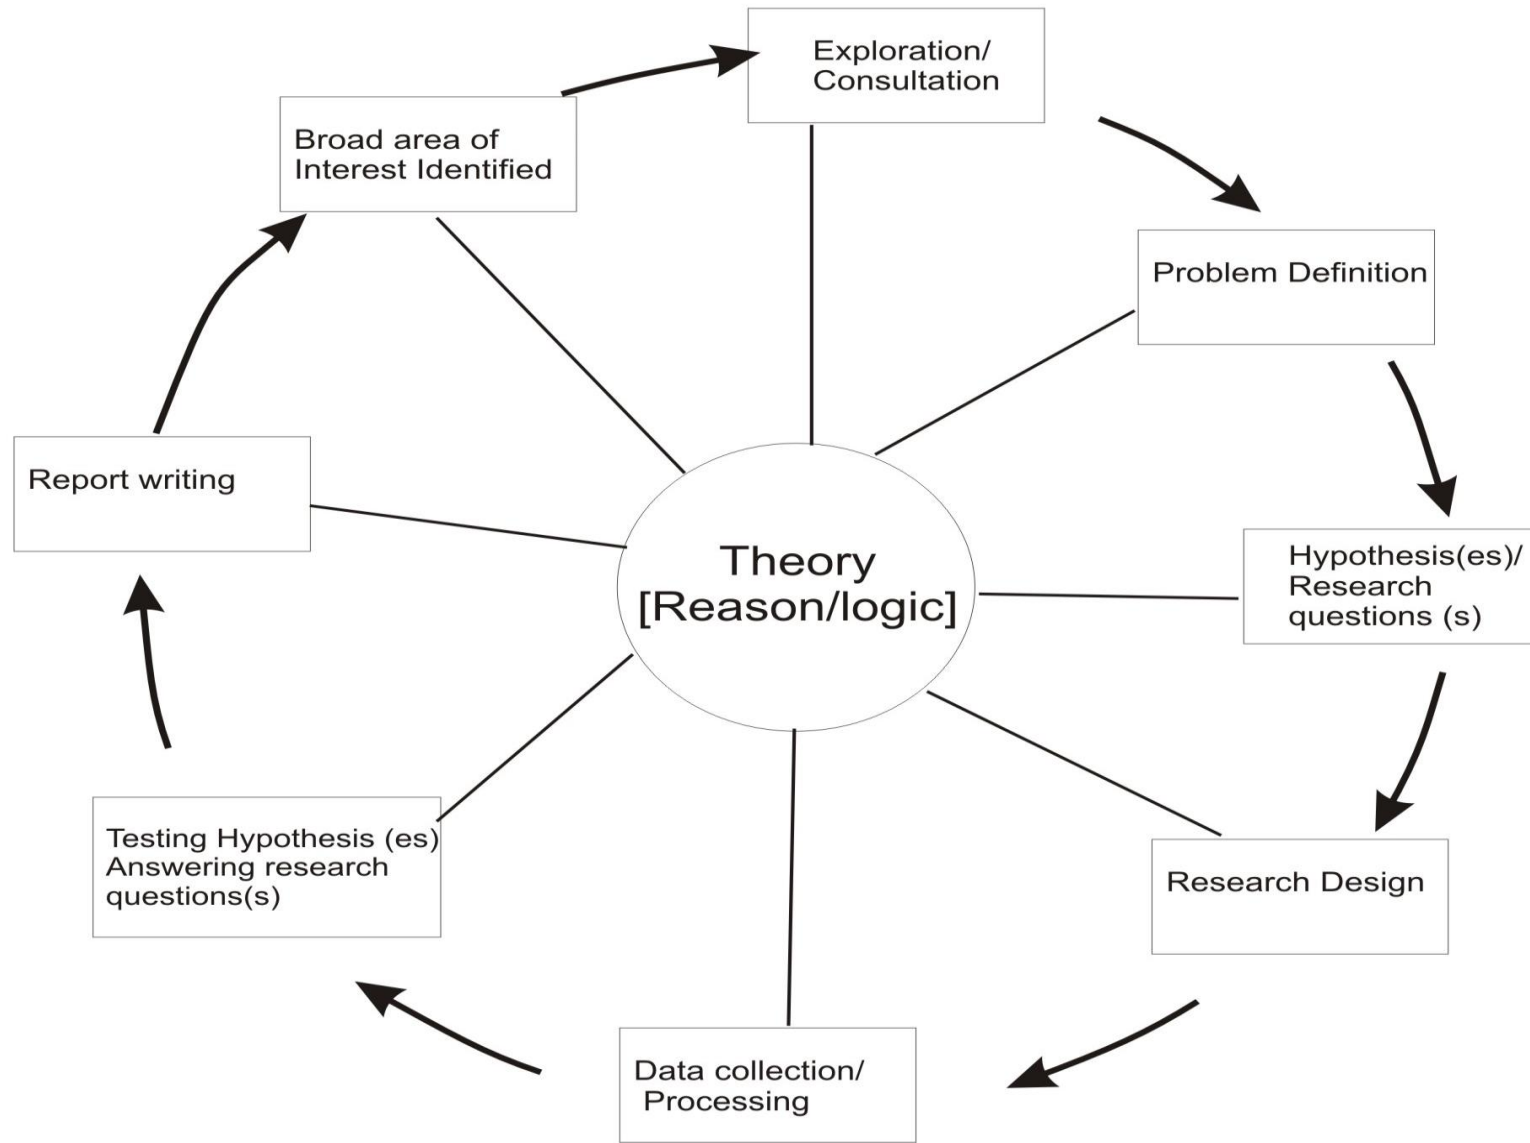 Exploration/
Consultation
Broad area of
Interest Identified
Problem Definition
Report writing
Theory
[Reason/logic]
Hypothesis(es)/
Research
questions (s)
Testing Hypothesis (es)
Answering research
questions(s)
Research Design
Data collection/
Processing